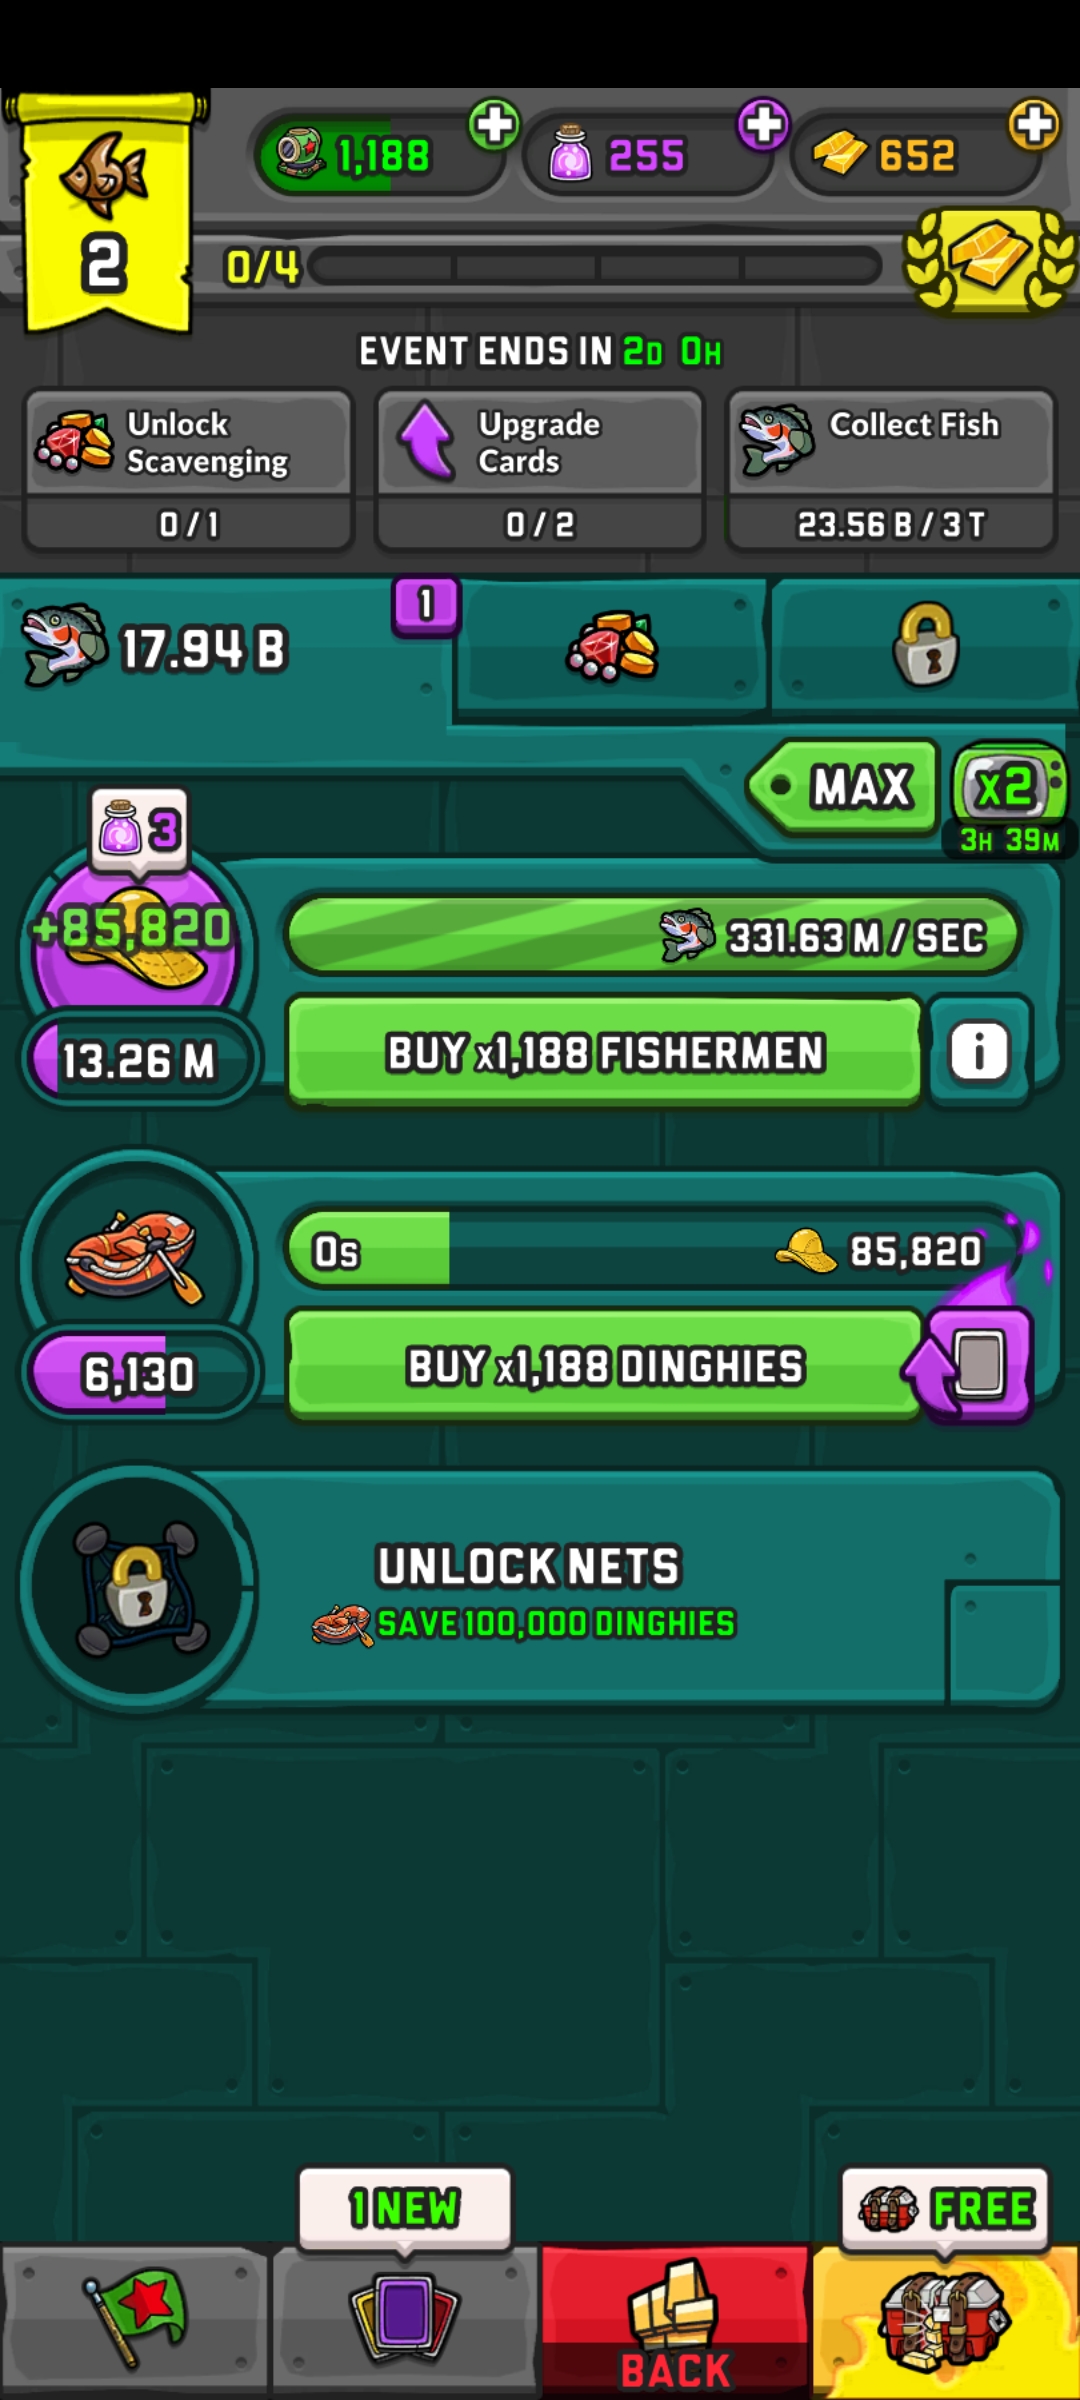 1,188
255
652
2
0/4
EVENT ENDS IN 2D 0H
Unlock
Scavenging
0 / 1
Upgrade
Cards
0 / 2
Collect Fish
23.56 B / 3 T
17.94 B
1
MAX
x2
3H 39M
3
+85,820
331.63 M / SEC
13.26 M
BUY x1,188 FISHERMEN
i
0s
85,820
6,130
BUY x1,188 DINGHIES
UNLOCK NETS
SAVE 100,000 DINGHIES
1 NEW
FREE
BACK